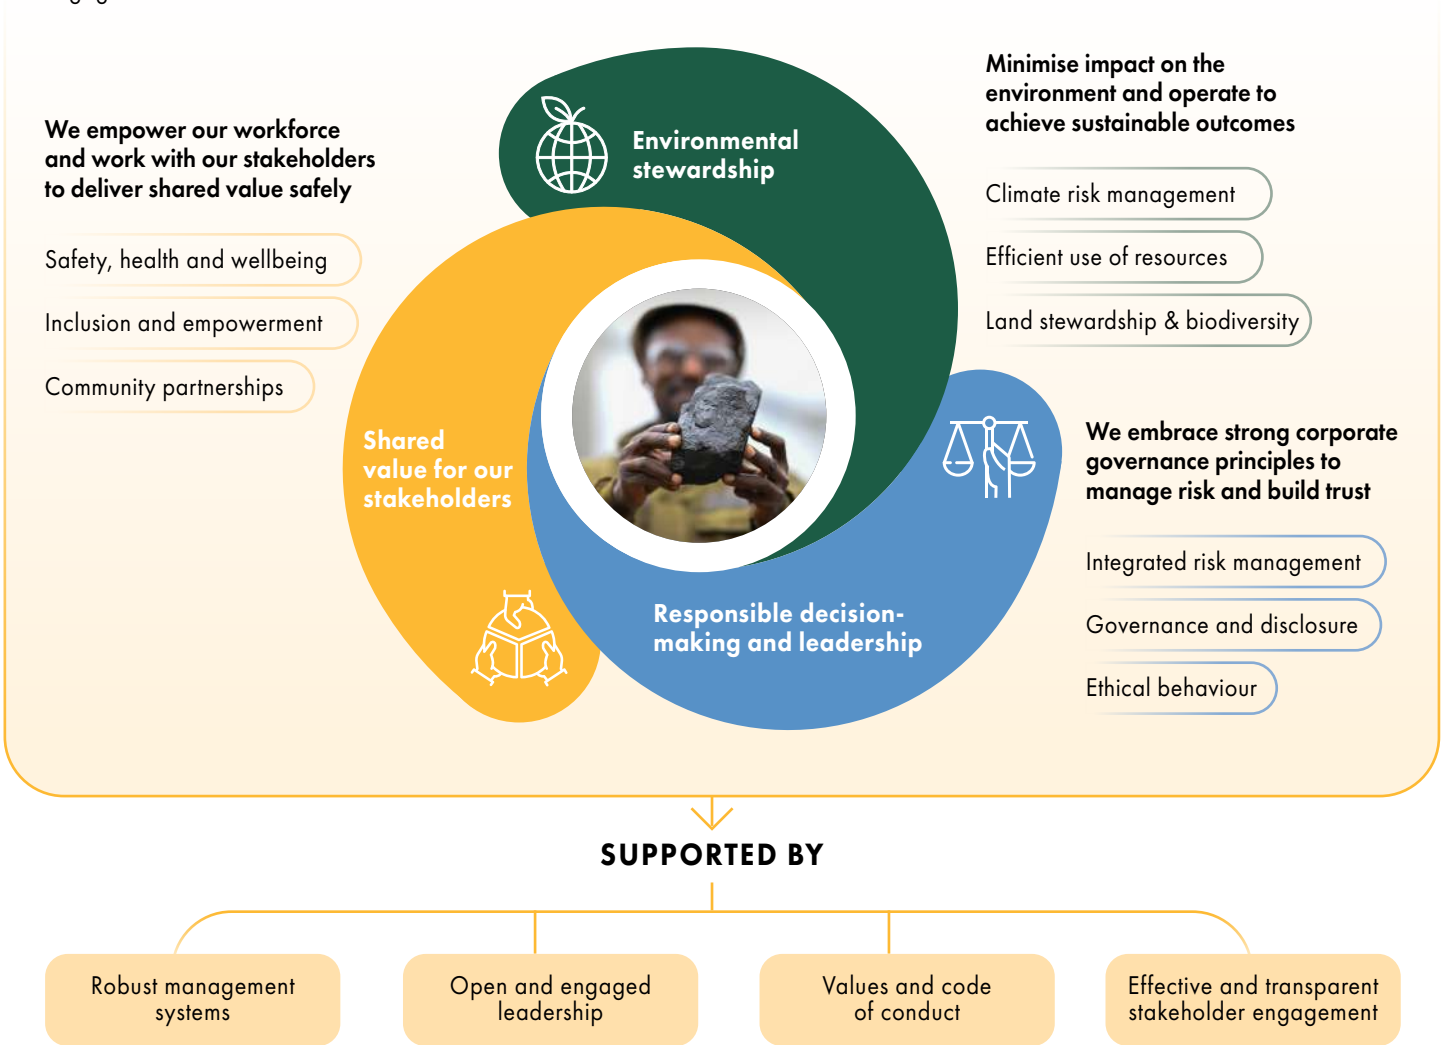 We empower our workforce
and work with our stakeholders
to deliver shared value safely
Safety, health and wellbeing
Inclusion and empowerment
Community partnerships
Environmental
stewardship
Shared
value for our
stakeholders
Responsible decision-
making and leadership
Minimise impact on the
environment and operate to
achieve sustainable outcomes
Climate risk management
Efficient use of resources
Land stewardship & biodiversity
We embrace strong corporate
governance principles to
manage risk and build trust
Integrated risk management
Governance and disclosure
Ethical behaviour
SUPPORTED BY
Robust management
systems
Open and engaged
leadership
Values and code
of conduct
Effective and transparent
stakeholder engagement